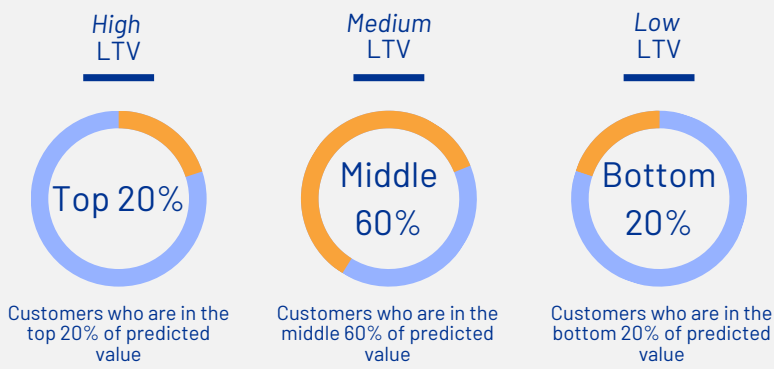 High
LTV
Top 20%
Customers who are in the
top 20% of predicted
value
Medium
LTV
Middle
60%
Customers who are in the
middle 60% of predicted
value
Low
LTV
Bottom
20%
Customers who are in the
bottom 20% of predicted
value